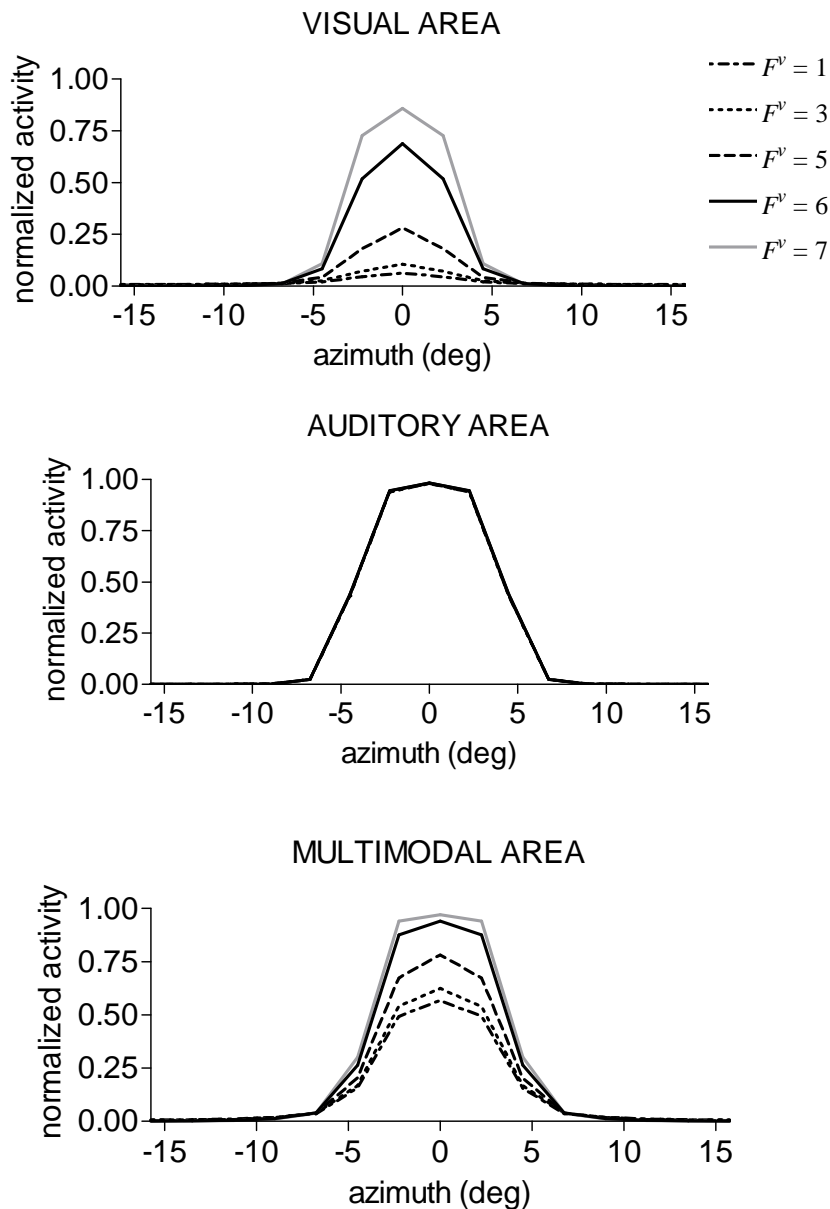 VISUAL AREA
normalized activity
1.00
0.75
0.50
0.25
0.00
-15 -10 -5 0 5 10 15
azimuth (deg)
F^v = 1
F^v = 3
F^v = 5
F^v = 6
F^v = 7
AUDITORY AREA
normalized activity
1.00
0.75
0.50
0.25
0.00
-15 -10 -5 0 5 10 15
azimuth (deg)
MULTIMODAL AREA
normalized activity
1.00
0.75
0.50
0.25
0.00
-15 -10 -5 0 5 10 15
azimuth (deg)